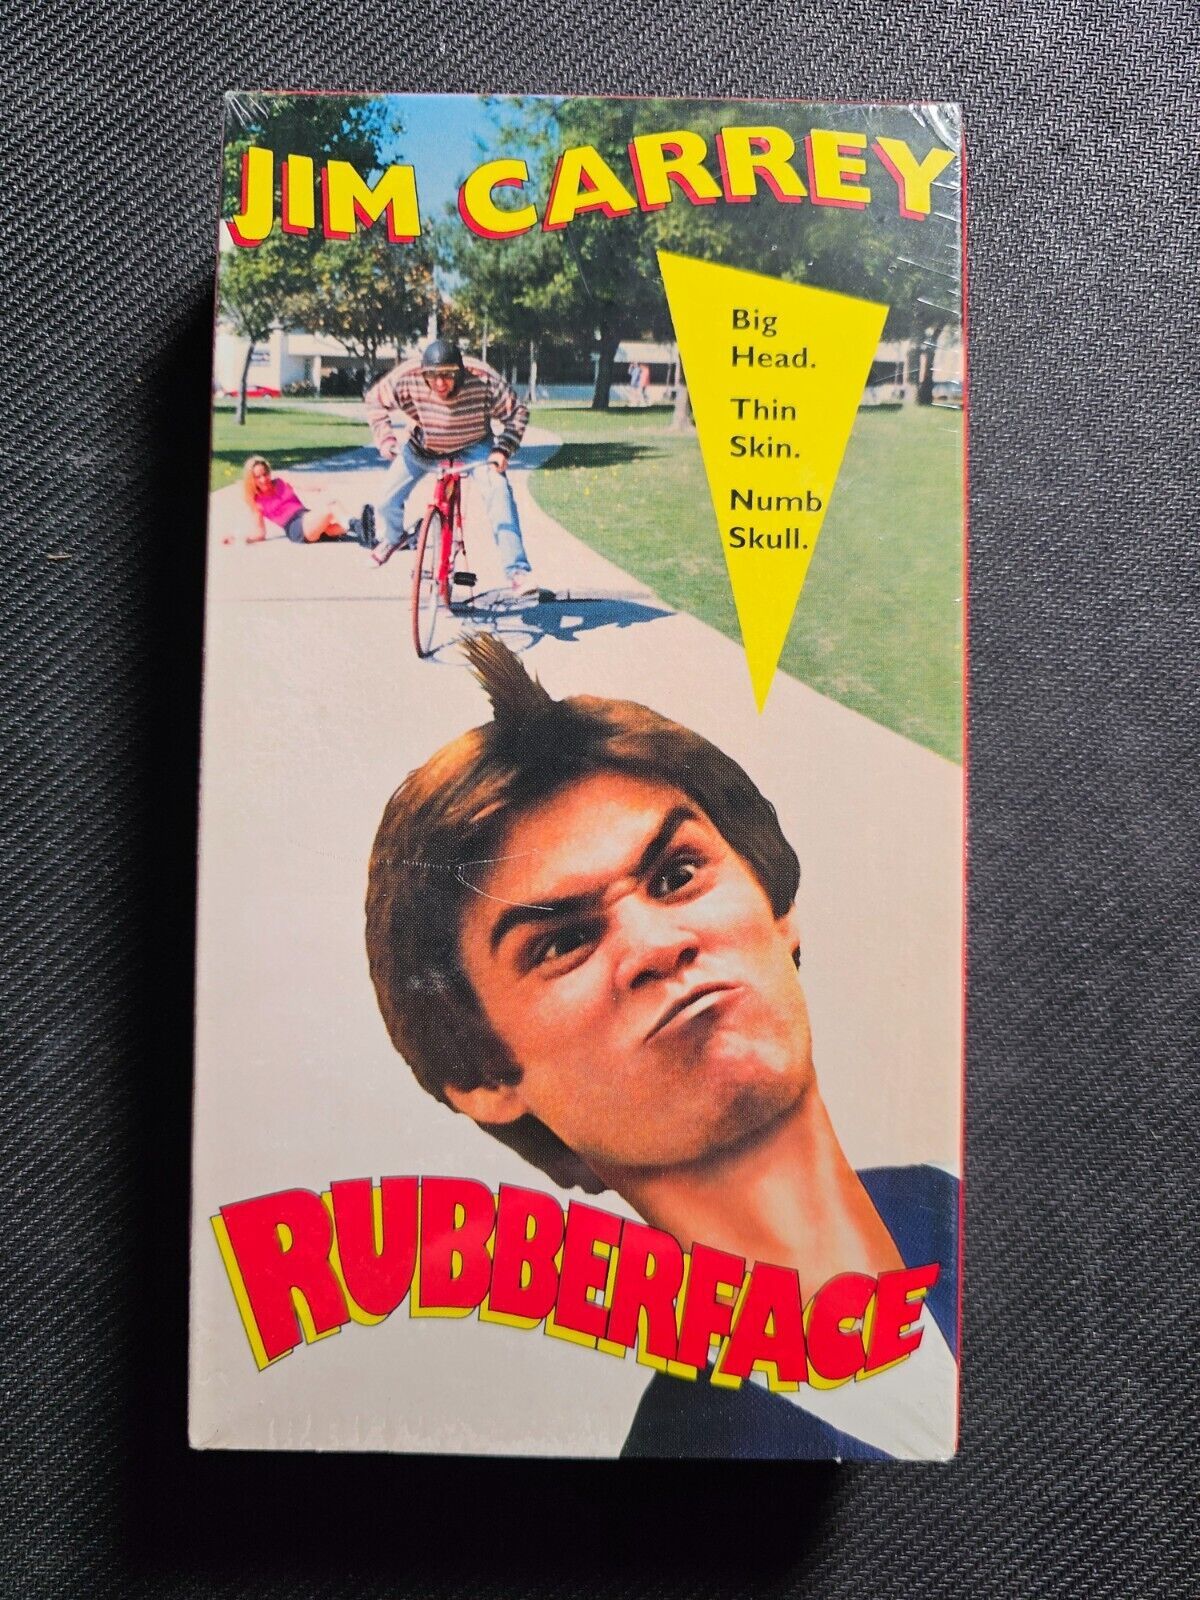 JIM CARREY
Big
Head.
Thin
Skin.
Numb
Skull.
RUBBERFACE